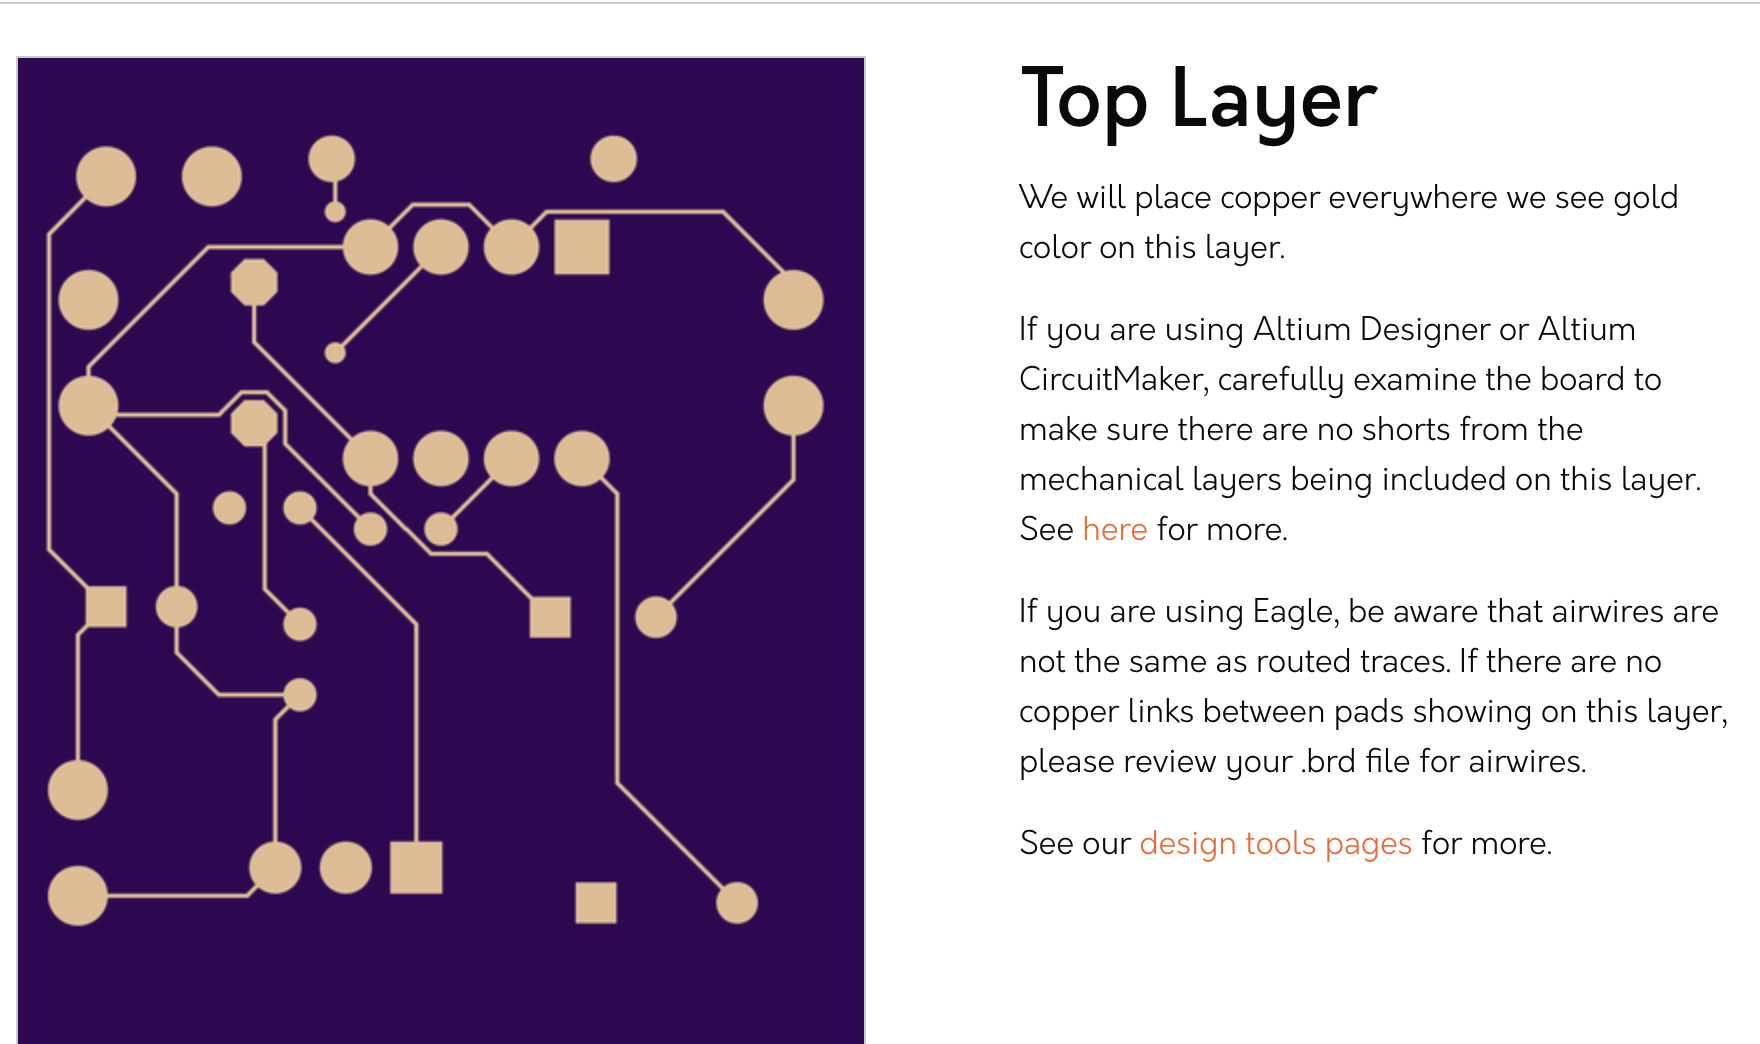 Top Layer
We will place copper everywhere we see gold
color on this layer.
If you are using Altium Designer or Altium
CircuitMaker, carefully examine the board to
make sure there are no shorts from the
mechanical layers being included on this layer.
See here for more.
If you are using Eagle, be aware that airwires are
not the same as routed traces. If there are no
copper links between pads showing on this layer,
please review your .brd file for airwires.
See our design tools pages for more.